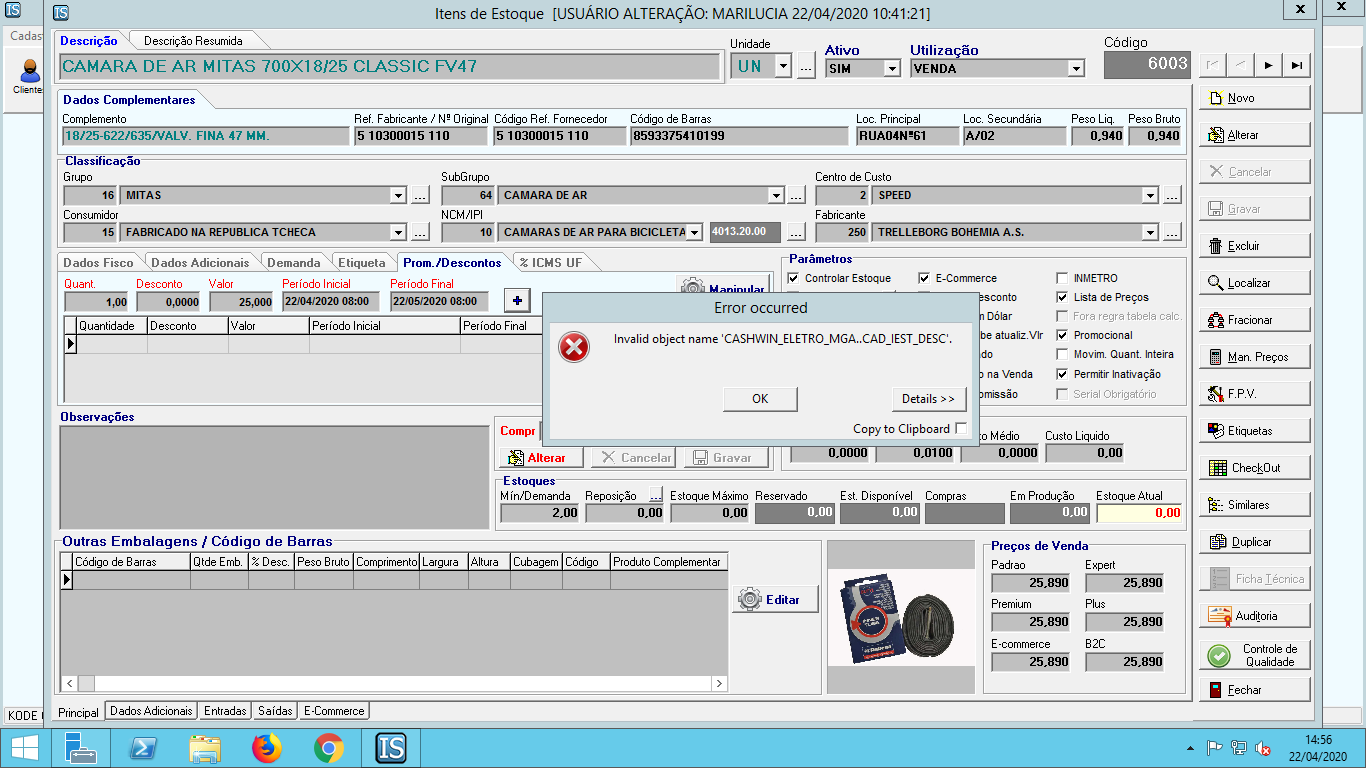 Itens de Estoque [USUÁRIO ALTERAÇÃO: MARILUCIA 22/04/2020 10:41:21]
Cadast
Cliente
Descrição Descrição Resumida
CAMARA DE AR MITAS 700X18/25 CLASSIC FV47
Unidade Ativo Utilização Código
UN ... SIM VENDA 6003
Dados Complementares
Complemento Ref. Fabricante / Nº Original Código Ref. Fornecedor Código de Barras Loc. Principal Loc. Secundária Peso Liq. Peso Bruto
18/25-622/635/VALV. FINA 47 MM. 5 10300015 110 5 10300015 110 8593375410199 RUA04Nº61 A/02 0,940 0,940
Classificação
Grupo SubGrupo Centro de Custo
16 MITAS ... 64 CAMARA DE AR ... 2 SPEED ...
Consumidor NCM/IPI Fabricante
15 FABRICADO NA REPUBLICA TCHECA ... 10 CAMARAS DE AR PARA BICICLETA 4013.20.00 ... 250 TRELLEBORG BOHEMIA A.S. ...
Dados Fisco Dados Adicionais Demanda Etiqueta Prom./Descontos % ICMS UF
Quant. Desconto Valor Período Inicial Período Final
1,00 0,0000 25,000 22/04/2020 08:00 22/05/2020 08:00 + Manipular
Quantidade Desconto Valor Período Inicial Período Final
Parâmetros
Controlar Estoque E-Commerce INMETRO
esconto Lista de Preços
m Dólar Fora regra tabela calc.
be atualiz.Vlr Promocional
do Movim. Quant. Inteira
o na Venda Permitir Inativação
omissão Serial Obrigatório
Error occurred
Invalid object name 'CASHWIN_ELETRO_MGA..CAD_IEST_DESC'.
OK Details >>
Copy to Clipboard
Observações
Compr
Alterar Cancelar Gravar
o Médio Custo Liquido
0,0000 0,0100 0,0000 0,00
Estoques
Mín/Demanda Reposição ... Estoque Máximo Reservado Est. Disponível Compras Em Produção Estoque Atual
2,00 0,00 0,00 0,00 0,00 0,00 0,00
Outras Embalagens / Código de Barras
Código de Barras Qtde Emb. % Desc. Peso Bruto Comprimento Largura Altura Cubagem Código Produto Complementar
Editar
Preços de Venda
Padrao Expert
25,890 25,890
Premium Plus
25,890 25,890
E-commerce B2C
25,890 25,890
Novo
Alterar
Cancelar
Gravar
Excluir
Localizar
Fracionar
Man. Preços
F.P.V.
Etiquetas
CheckOut
Similares
Duplicar
Ficha Técnica
Auditoria
Controle de
Qualidade
Fechar
Principal Dados Adicionais Entradas Saídas E-Commerce
KODE
IS
14:56
22/04/2020